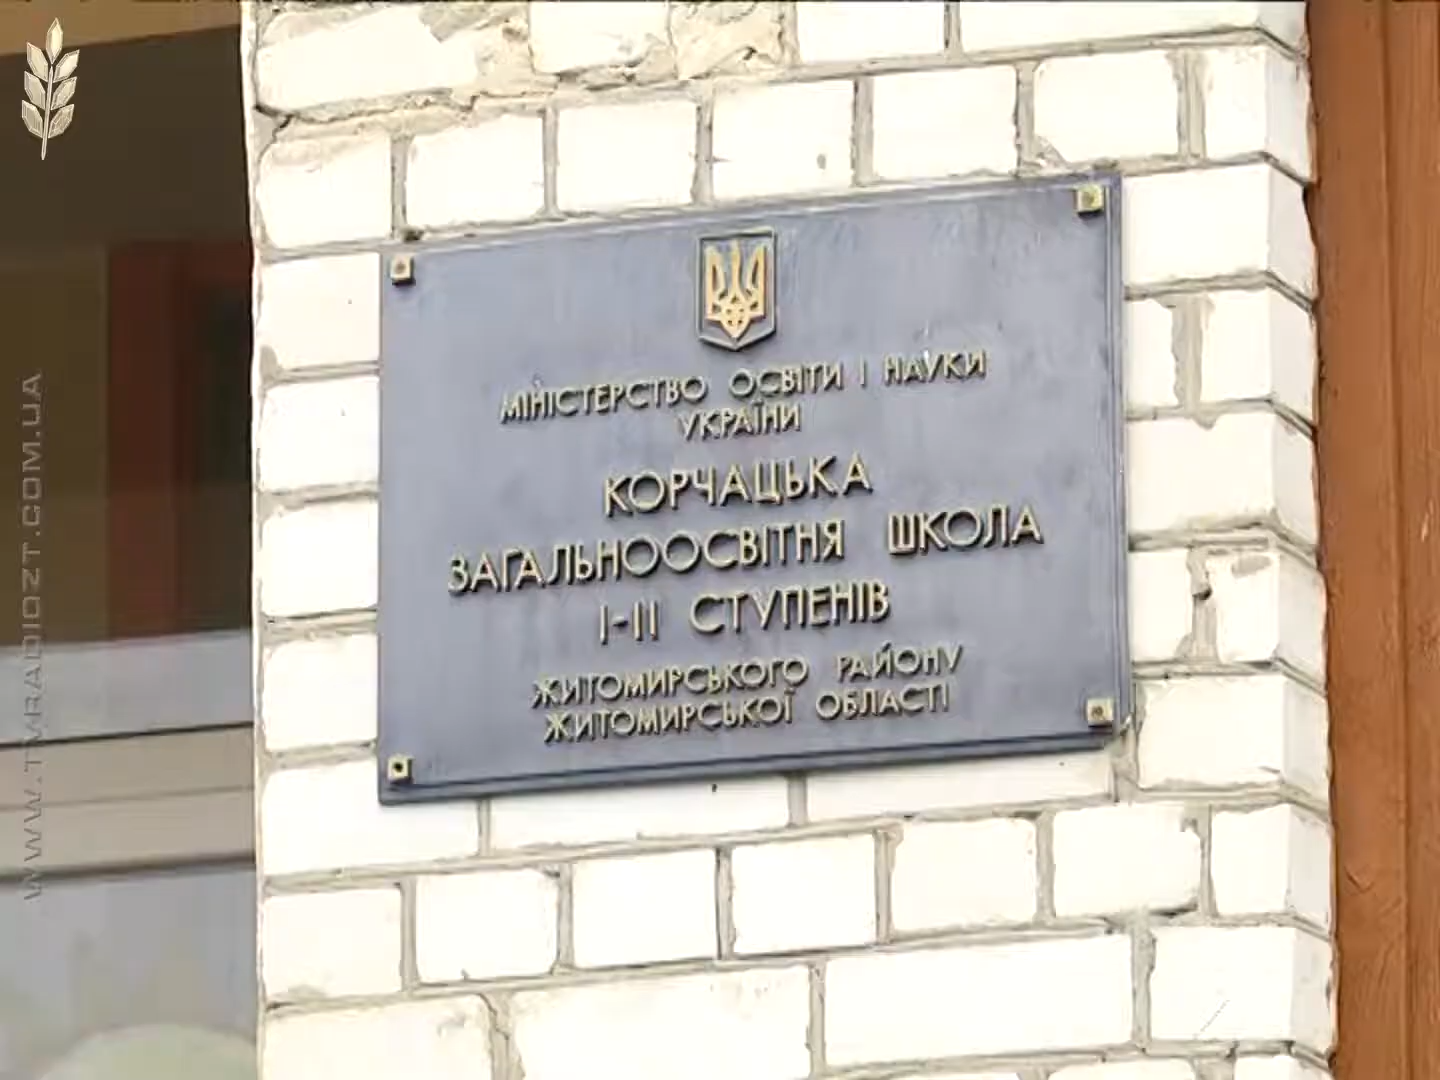 МІНІСТЕРСТВО ОСВІТИ І НАУКИ
УКРАЇНИ
КОРЧАЦЬКА
ЗАГАЛЬНООСВІТНЯ ШКОЛА
І-ІІ СТУПЕНІВ
ЖИТОМИРСЬКОГО РАЙОНУ
ЖИТОМИРСЬКОЇ ОБЛАСТІ
WWW.TVRADIOZT.COM.UA